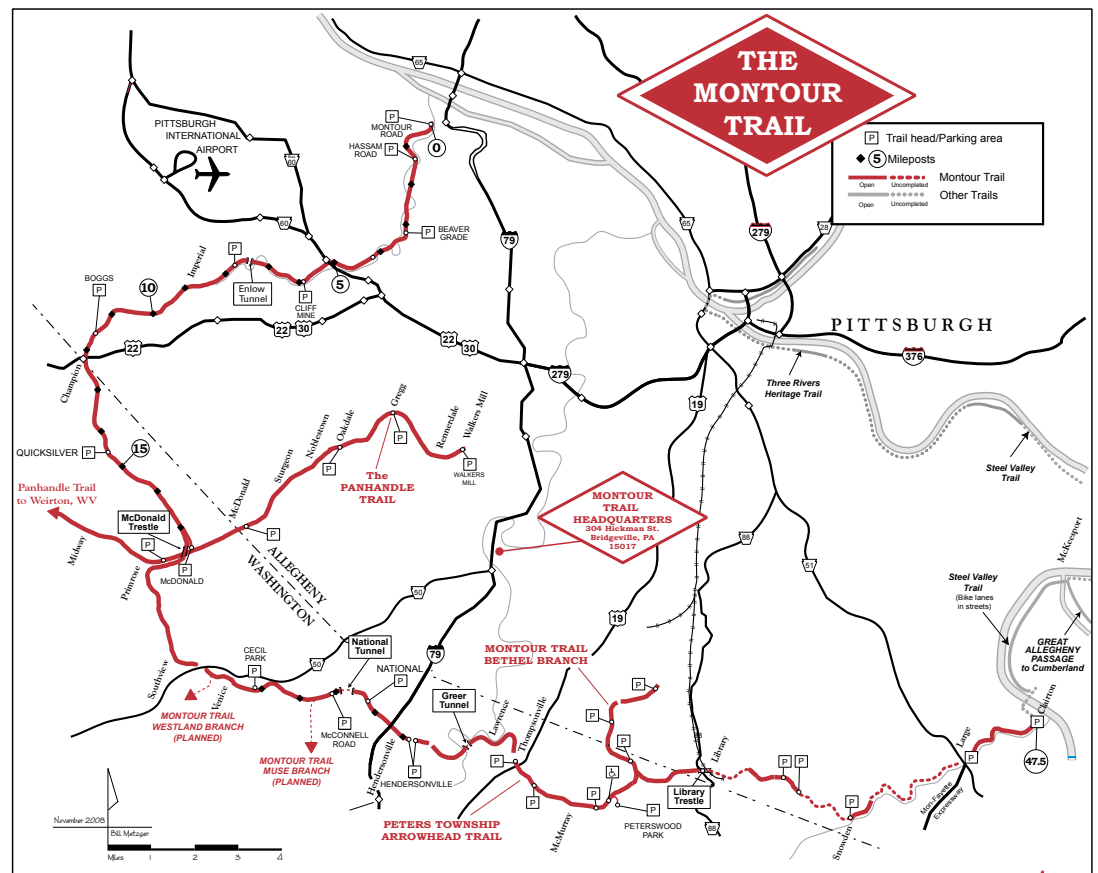 THE
MONTOUR
TRAIL
P Trail head/Parking area
5 Mileposts
Montour Trail
Open Uncompleted
Other Trails
Open Uncompleted
PITTSBURGH
INTERNATIONAL
AIRPORT
65
60
60
P
MONTOUR
ROAD
0
HASSAM
ROAD
P
P
BEAVER
GRADE
79
65
279
28
BOGGS
P
10
Imperial
P
Enlow
Tunnel
P
CLIFF
MINE
5
22
22
30
22
30
279
PITTSBURGH
376
Three Rivers
Heritage Trail
19
Champion
QUICKSILVER
P
15
Panhandle Trail
to Weirton, WV
McDonald
Trestle
McDonald
Sturgeon
Noblestown
Oakdale
Gregg
Rennerdale
Walkers Mill
P
P
P
WALKERS
MILL
The
PANHANDLE
TRAIL
Steel Valley
Trail
MONTOUR
TRAIL
HEADQUARTERS
304 Hickman St.
Bridgeville, PA
15017
Midway
P
P
McDONALD
P
Primrose
ALLEGHENY
WASHINGTON
50
88
51
McKeesport
Steel Valley
Trail
(Bike lanes
in streets)
GREAT
ALLEGHENY
PASSAGE
to Cumberland
19
Southview
CECIL
PARK
P
50
National
Tunnel
NATIONAL
P
79
MONTOUR TRAIL
BETHEL BRANCH
P
P
Venice
MONTOUR TRAIL
WESTLAND BRANCH
(PLANNED)
P
McCONNELL
ROAD
MONTOUR TRAIL
MUSE BRANCH
(PLANNED)
Hendersonville
P
HENDERSONVILLE
Greer
Tunnel
Lawrence
Thompsonville
P
P
P
P
P
PETERSWOOD
PARK
PETERS TOWNSHIP
ARROWHEAD TRAIL
McMurray
Library
Library
Trestle
88
88
P
P
P
Snowden
Large
P
Mon-Fayette
Expressway
Clairton
P
47.5
November 2008
Bill Metzger
Miles 1 2 3 4